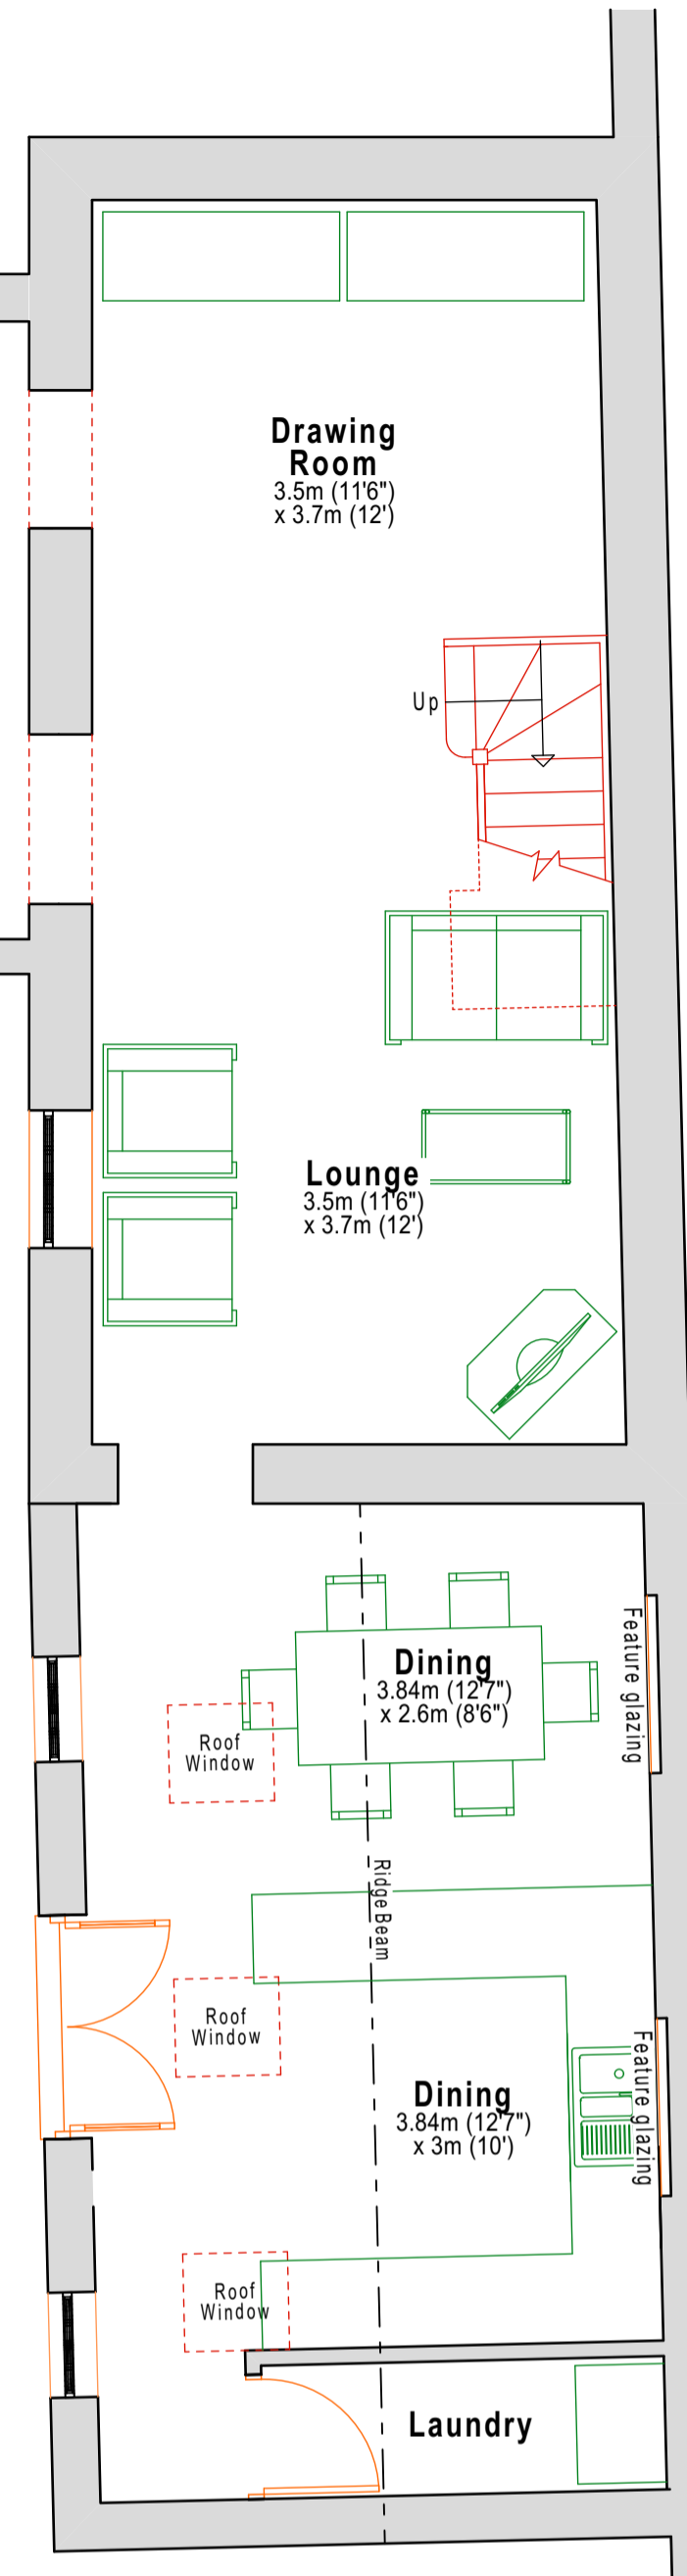 Drawing
Room
3.5m (11'6")
x 3.7m (12')
Up
Lounge
3.5m (11'6")
x 3.7m (12')
Dining
3.84m (12'7")
x 2.6m (8'6")
Feature glazing
Roof
Window
Ridge Beam
Roof
Window
Dining
3.84m (12'7")
x 3m (10')
Feature glazing
Roof
Window
Laundry